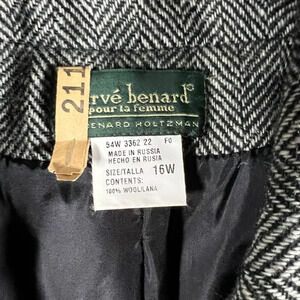 211
rvé benard
pour la femme
BENARD HOLTZMAN
54W 3362 22 F0
MADE IN RUSSIA
HECHO EN RUSIA
SIZE/TALLA 16W
CONTENTS:
100% WOOL/LANA